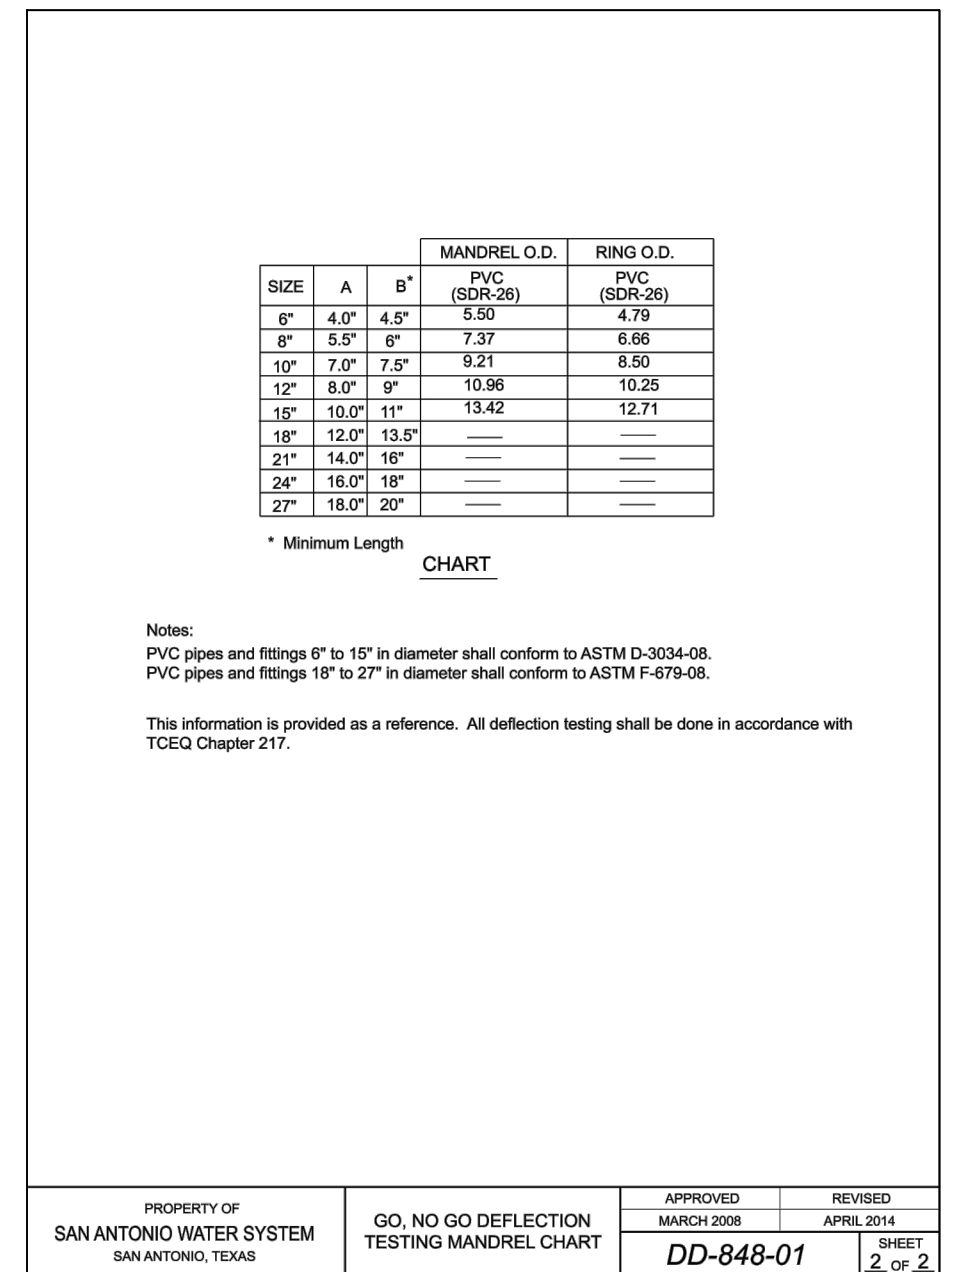 MANDREL O.D. RING O.D.
SIZE A B* PVC (SDR-26) PVC (SDR-26)
6" 4.0" 4.5" 5.50 4.79
8" 5.5" 6" 7.37 6.66
10" 7.0" 7.5" 9.21 8.50
12" 8.0" 9" 10.96 10.25
15" 10.0" 11" 13.42 12.71
18" 12.0" 13.5" — —
21" 14.0" 16" — —
24" 16.0" 18" — —
27" 18.0" 20" — —
* Minimum Length
CHART
Notes:
PVC pipes and fittings 6" to 15" in diameter shall conform to ASTM D-3034-08.
PVC pipes and fittings 18" to 27" in diameter shall conform to ASTM F-679-08.
This information is provided as a reference. All deflection testing shall be done in accordance with
TCEQ Chapter 217.
PROPERTY OF
SAN ANTONIO WATER SYSTEM
SAN ANTONIO, TEXAS
GO, NO GO DEFLECTION
TESTING MANDREL CHART
APPROVED REVISED
MARCH 2008 APRIL 2014
DD-848-01
SHEET
2 OF 2